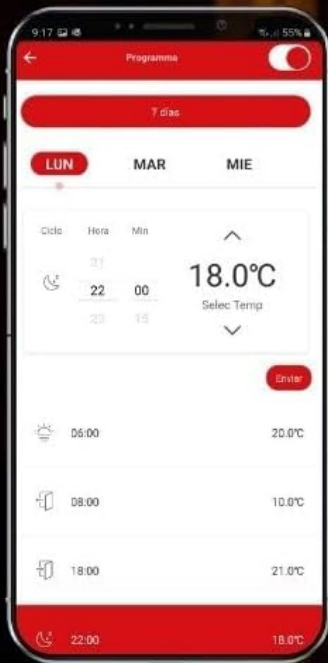 9:17 55%
Programma
7 días
LUN MAR MIE
Ciclo Hora Min
21
22 00
23 15
18.0°C
Selec Temp
Enviar
06:00 20.0°C
08:00 10.0°C
18:00 21.0°C
22:00 18.0°C